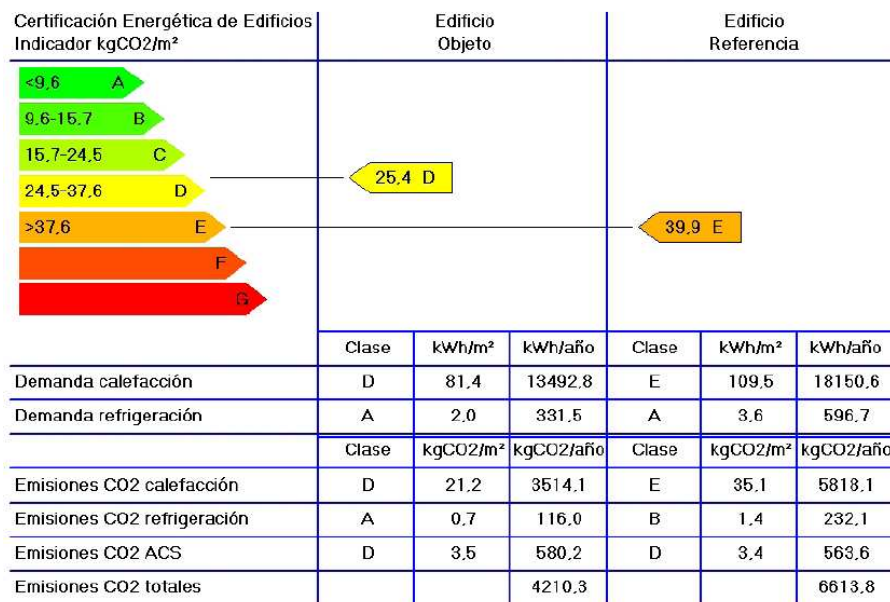 Certificación Energética de Edificios
Indicador kgCO2/m²
Edificio
Objeto
Edificio
Referencia
<9,6 A
9,6-15,7 B
15,7-24,5 C
24,5-37,6 D
>37,6 E
F
G
25,4 D
39,9 E
Clase kWh/m² kWh/año Clase kWh/m² kWh/año
Demanda calefacción D 81,4 13492,8 E 109,5 18150,6
Demanda refrigeración A 2,0 331,5 A 3,6 596,7
Clase kgCO2/m² kgCO2/año Clase kgCO2/m² kgCO2/año
Emisiones CO2 calefacción D 21,2 3514,1 E 35,1 5818,1
Emisiones CO2 refrigeración A 0,7 116,0 B 1,4 232,1
Emisiones CO2 ACS D 3,5 580,2 D 3,4 563,6
Emisiones CO2 totales 4210,3 6613,8